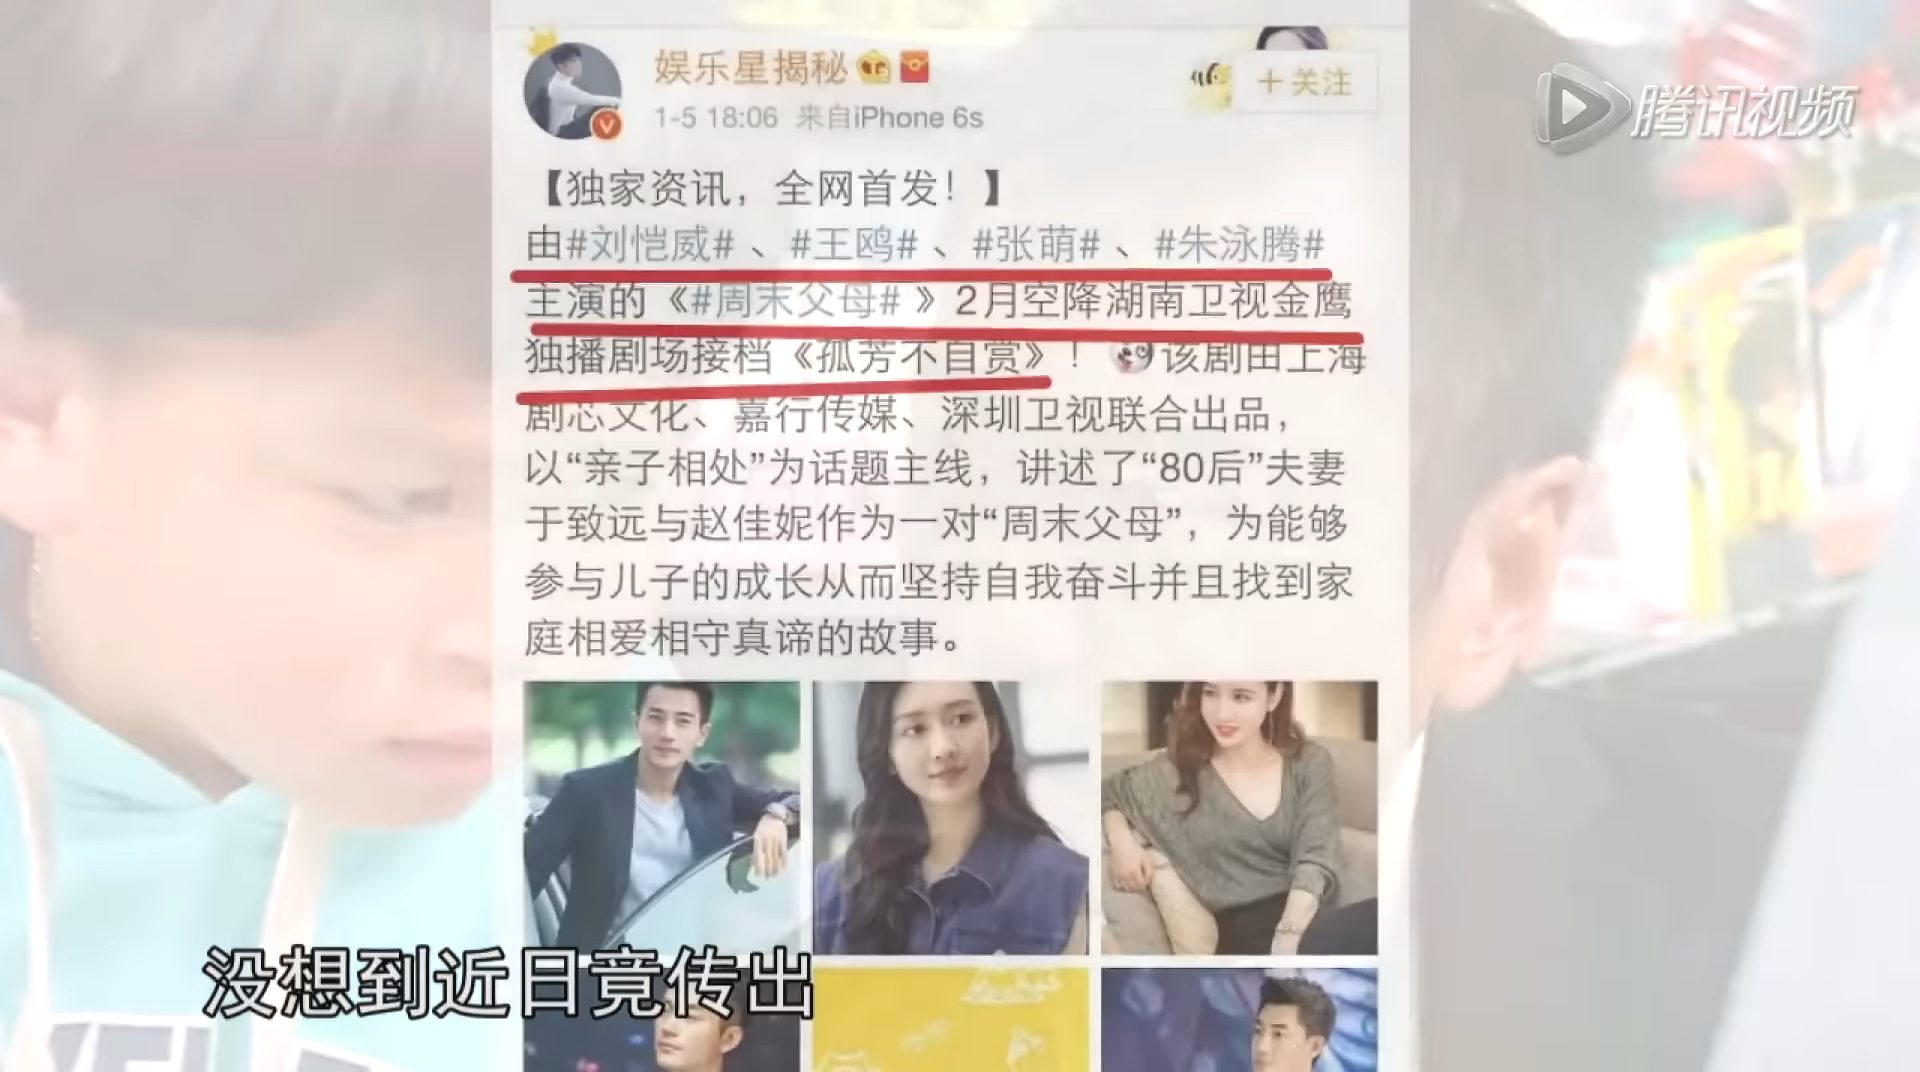 娱乐星揭秘
+关注
腾讯视频
1-5 18:06 来自iPhone 6s
【独家资讯，全网首发！】
由#刘恺威#、#王鸥#、#张萌#、#朱泳腾#
主演的《#周末父母#》2月空降湖南卫视金鹰
独播剧场接档《孤芳不自赏》！该剧由上海
剧芯文化、嘉行传媒、深圳卫视联合出品，
以“亲子相处”为话题主线，讲述了“80后”夫妻
于致远与赵佳妮作为一对“周末父母”，为能够
参与儿子的成长从而坚持自我奋斗并且找到家
庭相爱相守真谛的故事。
没想到近日竟传出